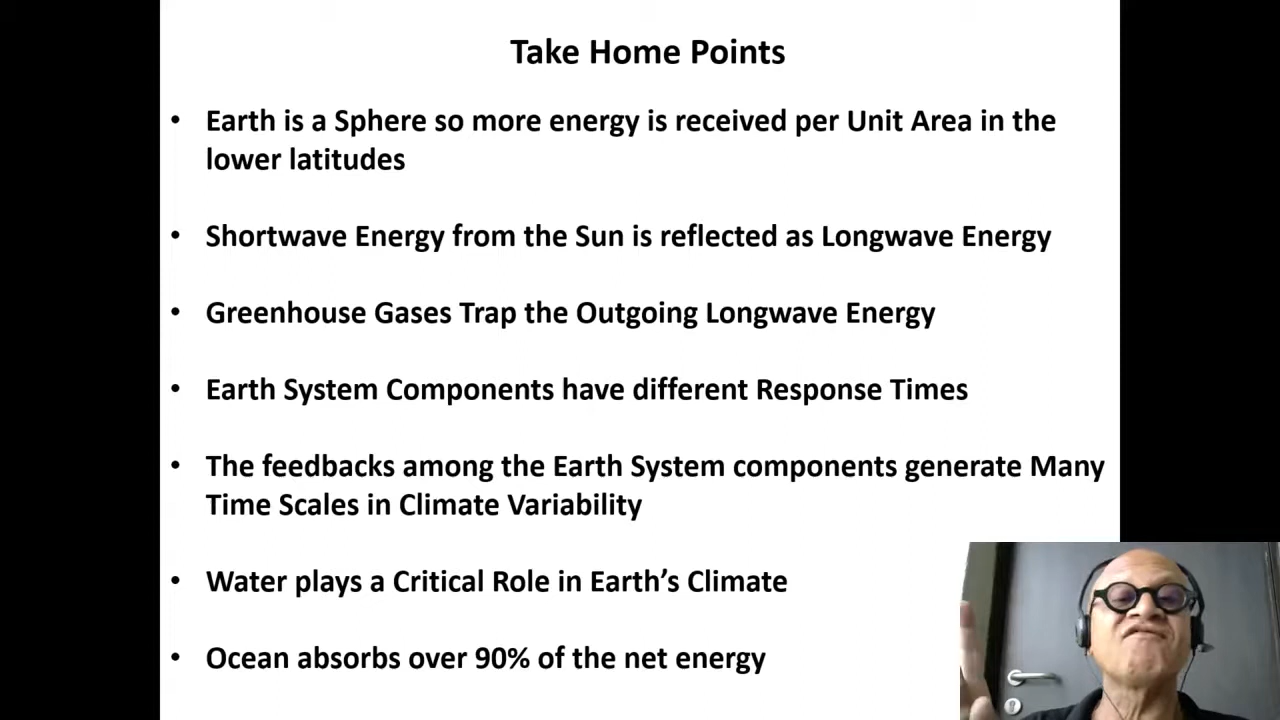 Take Home Points
• Earth is a Sphere so more energy is received per Unit Area in the
lower latitudes
• Shortwave Energy from the Sun is reflected as Longwave Energy
• Greenhouse Gases Trap the Outgoing Longwave Energy
• Earth System Components have different Response Times
• The feedbacks among the Earth System components generate Many
Time Scales in Climate Variability
• Water plays a Critical Role in Earth’s Climate
• Ocean absorbs over 90% of the net energy